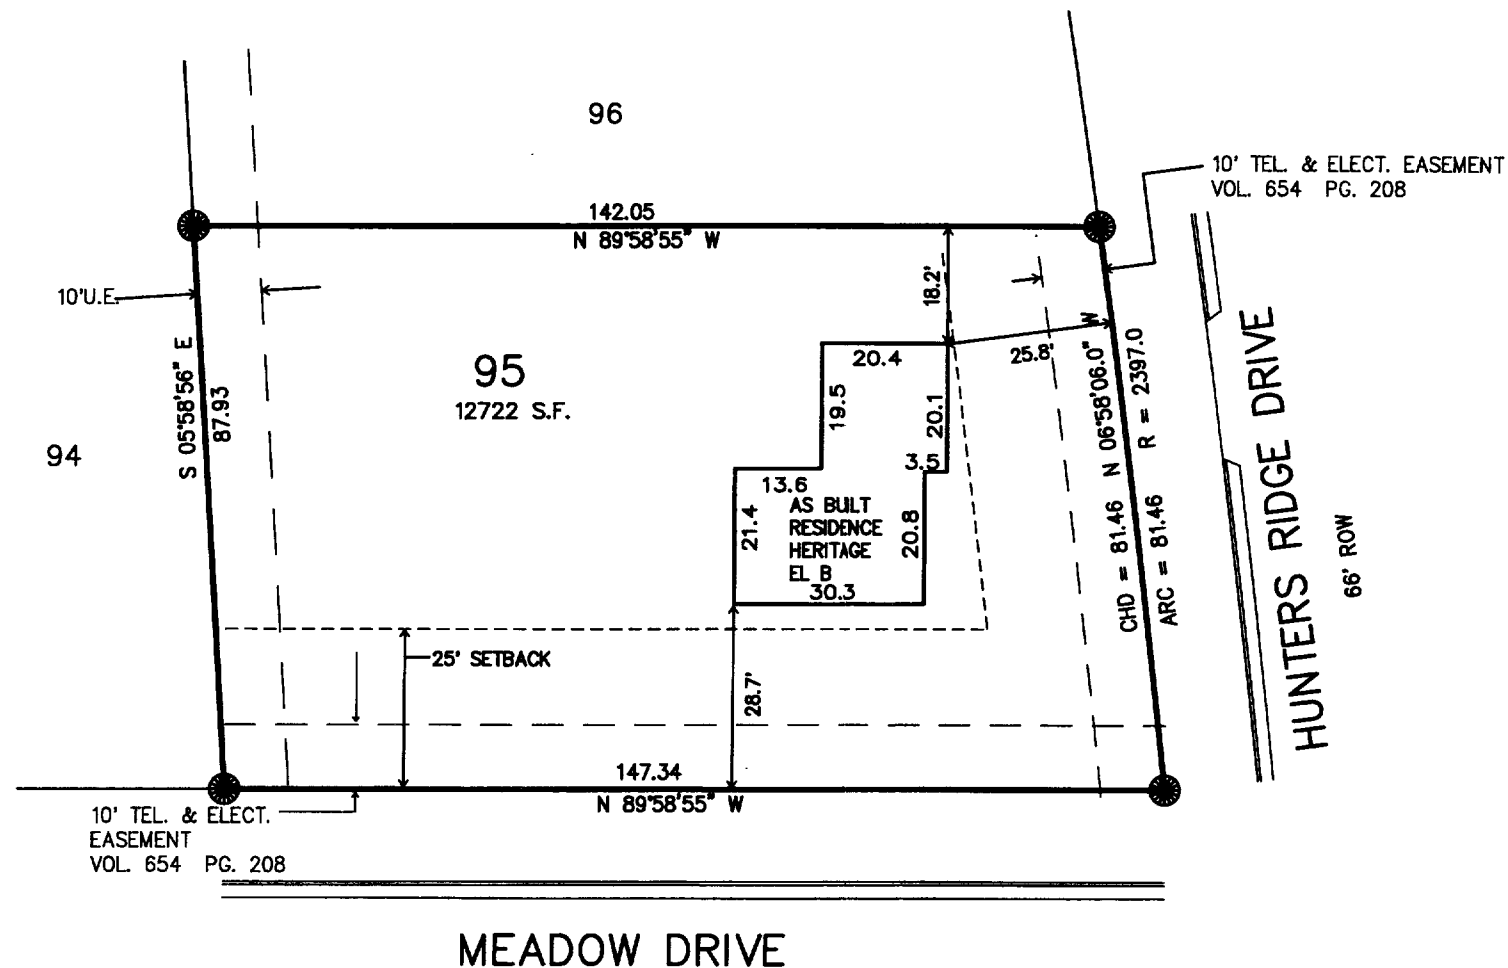 96
10' TEL. & ELECT. EASEMENT
VOL. 654 PG. 208
142.05
N 89°58'55" W
10'U.E.
18.2'
25.8'
S 05°58'56" E
87.93
95
12722 S.F.
94
20.4
19.5
20.1
3.5
13.6
21.4
AS BUILT
RESIDENCE
HERITAGE
EL B
20.8
30.3
CHD = 81.46 N 06°58'06.0" W
ARC = 81.46 R = 2397.0
HUNTERS RIDGE DRIVE
66' ROW
25' SETBACK
28.7'
147.34
N 89°58'55" W
10' TEL. & ELECT.
EASEMENT
VOL. 654 PG. 208
MEADOW DRIVE